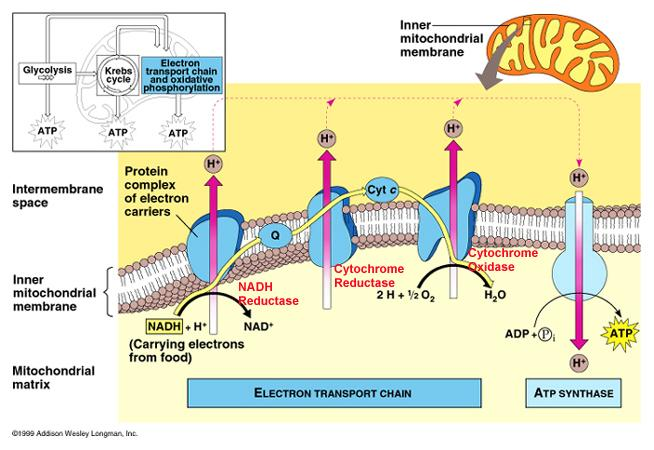 Glycolysis
Krebs
cycle
Electron
transport chain
and oxidative
phosphorylation
ATP
ATP
ATP
Inner
mitochondrial
membrane
H+
H+
H+
H+
Protein
complex
of electron
carriers
Intermembrane
space
Cyt c
Q
NADH
Reductase
Cytochrome
Reductase
Cytochrome
Oxidase
Inner
mitochondrial
membrane
2 H + ½ O₂
H₂O
NADH + H+
NAD+
(Carrying electrons
from food)
ADP + Pi
ATP
H+
Mitochondrial
matrix
ELECTRON TRANSPORT CHAIN
ATP SYNTHASE
©1999 Addison Wesley Longman, Inc.